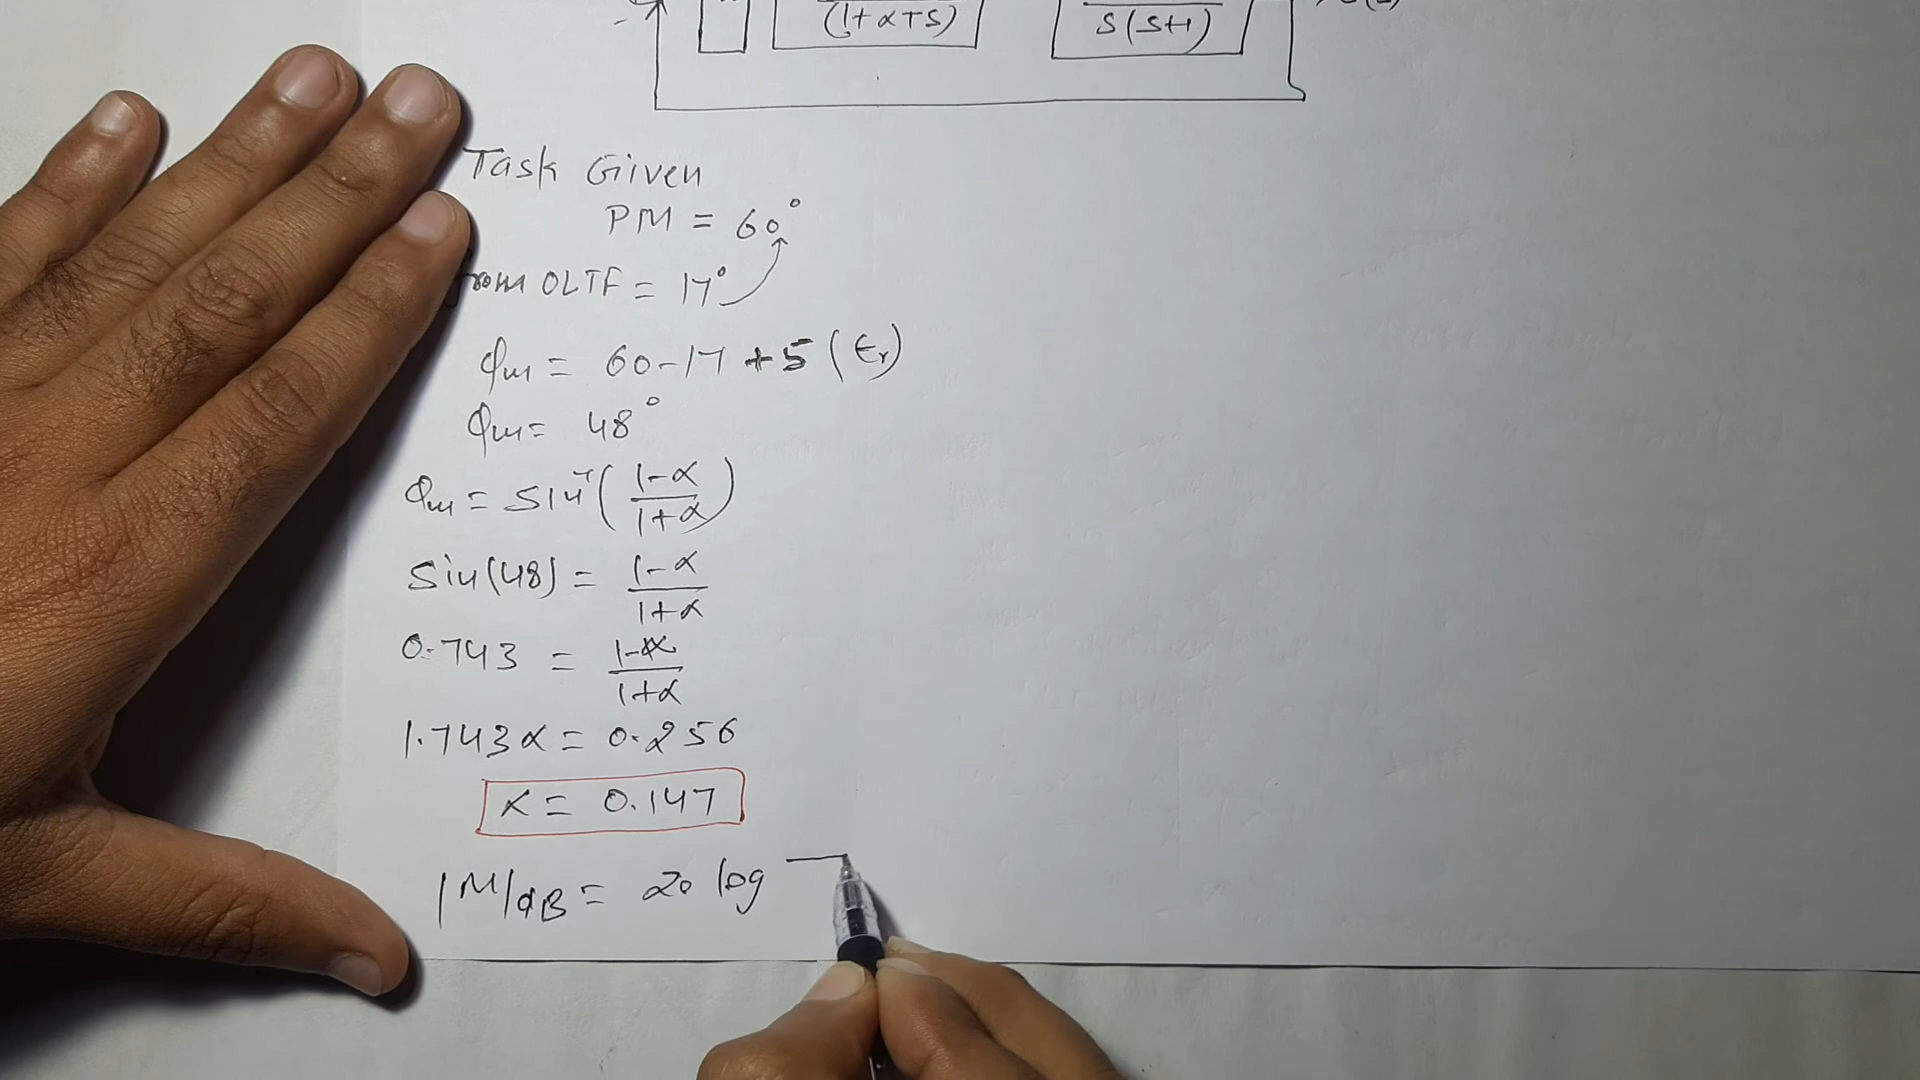 (1+αTS)
S(S+1)
Task Given
PM = 60°
from OLTF = 17°
φm = 60-17 + 5 (Er)
φm = 48°
φm = sin⁻¹(1-α/1+α)
Sin(48) = 1-α/1+α
0.743 = 1-α/1+α
1.743α = 0.256
α = 0.147
|M|dB = 20 log